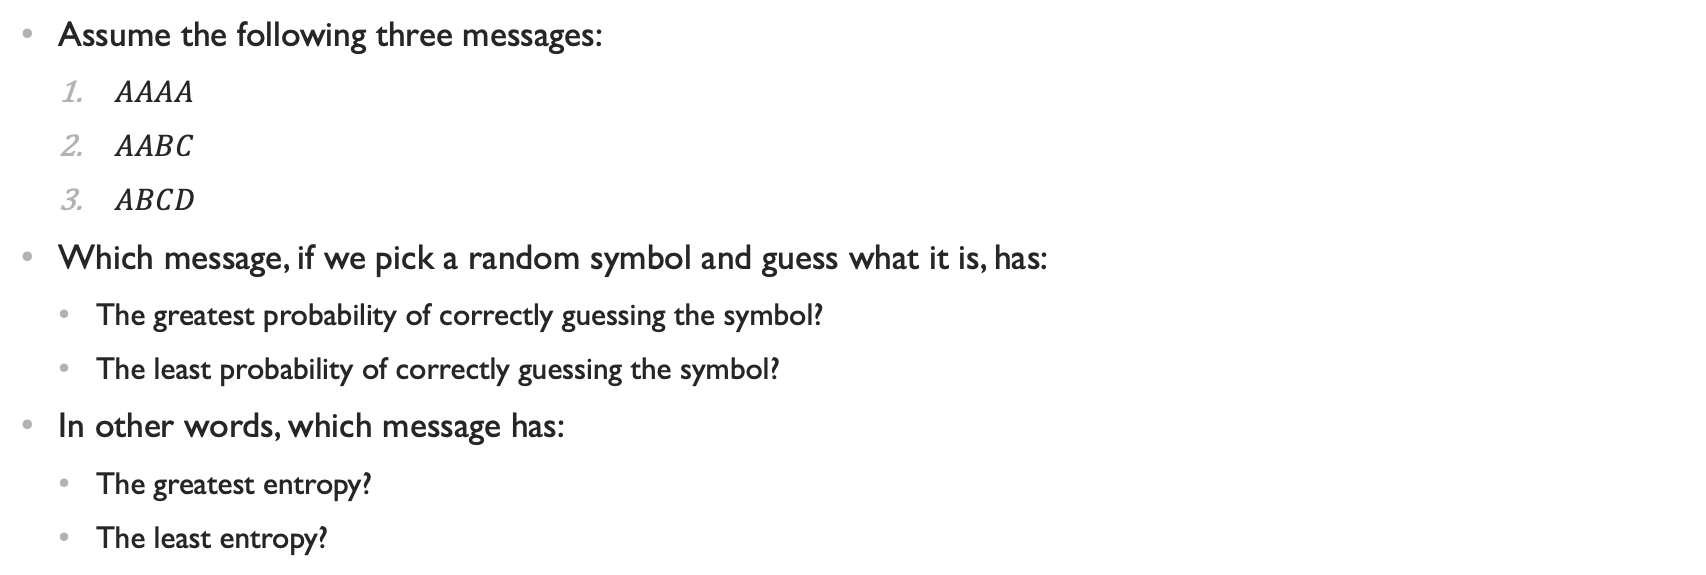 • Assume the following three messages:
1. AAAA
2. AABC
3. ABCD
• Which message, if we pick a random symbol and guess what it is, has:
• The greatest probability of correctly guessing the symbol?
• The least probability of correctly guessing the symbol?
• In other words, which message has:
• The greatest entropy?
• The least entropy?